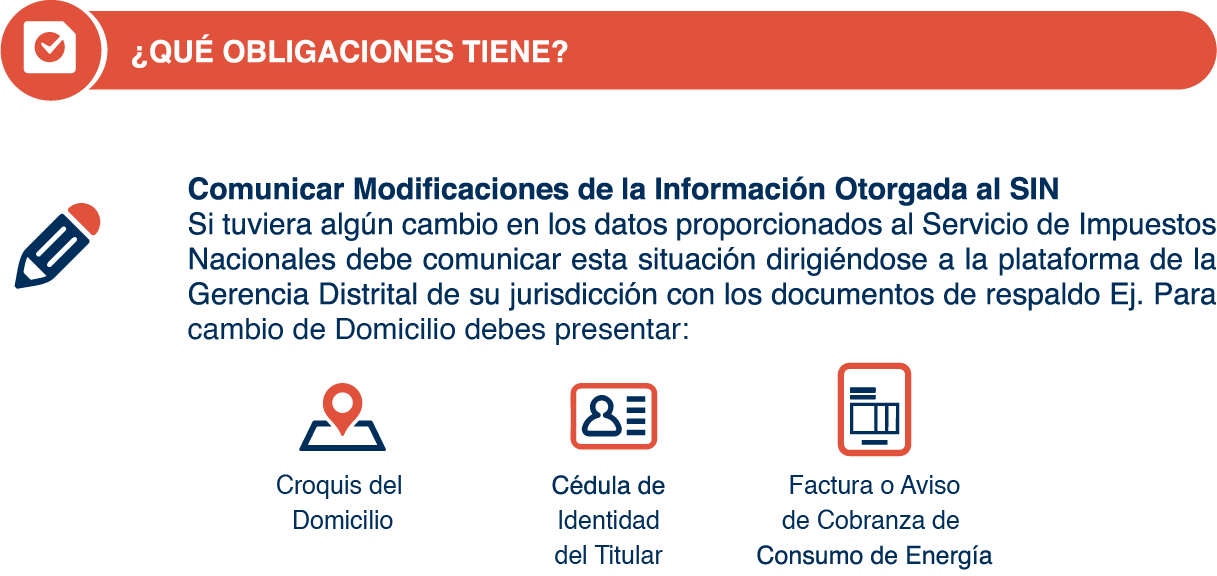 ¿QUÉ OBLIGACIONES TIENE?
Comunicar Modificaciones de la Información Otorgada al SIN
Si tuviera algún cambio en los datos proporcionados al Servicio de Impuestos
Nacionales debe comunicar esta situación dirigiéndose a la plataforma de la
Gerencia Distrital de su jurisdicción con los documentos de respaldo Ej. Para
cambio de Domicilio debes presentar:
Croquis del
Domicilio
Cédula de
Identidad
del Titular
Factura o Aviso
de Cobranza de
Consumo de Energía